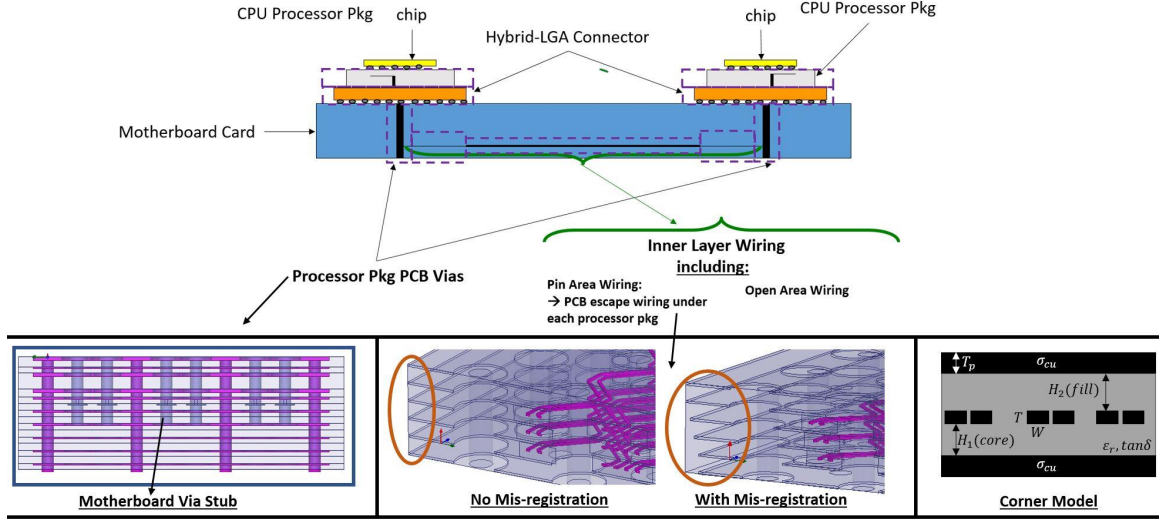 CPU Processor Pkg
chip
Hybrid-LGA Connector
chip
CPU Processor Pkg
Motherboard Card
Inner Layer Wiring
including:
Processor Pkg PCB Vias
Pin Area Wiring:
→ PCB escape wiring under
each processor pkg
Open Area Wiring
Motherboard Via Stub
No Mis-registration
With Mis-registration
T_p
σ_cu
H_2(fill)
T
W
H_1(core)
ε_r, tanδ
σ_cu
Corner Model